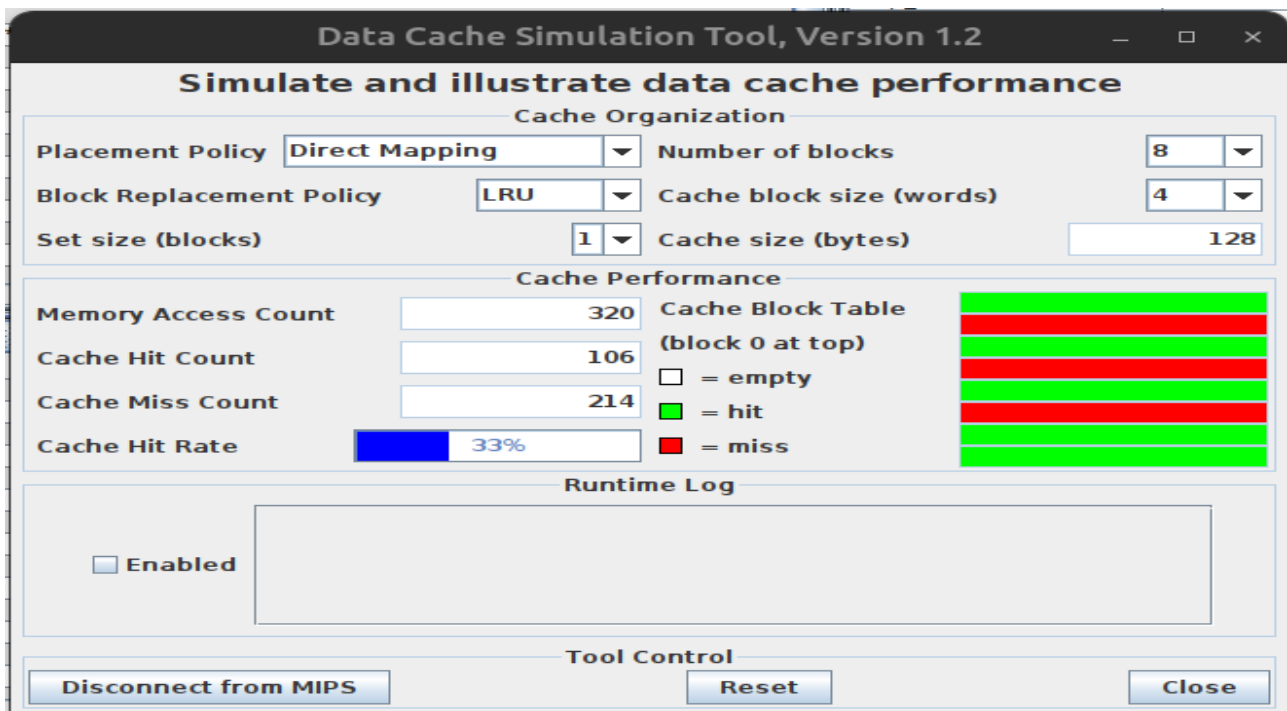 Data Cache Simulation Tool, Version 1.2
Simulate and illustrate data cache performance
Cache Organization
Placement Policy Direct Mapping Number of blocks 8
Block Replacement Policy LRU Cache block size (words) 4
Set size (blocks) 1 Cache size (bytes) 128
Cache Performance
Memory Access Count 320 Cache Block Table
Cache Hit Count 106 (block 0 at top)
= empty
Cache Miss Count 214 = hit
Cache Hit Rate 33% = miss
Runtime Log
Enabled
Tool Control
Disconnect from MIPS Reset Close